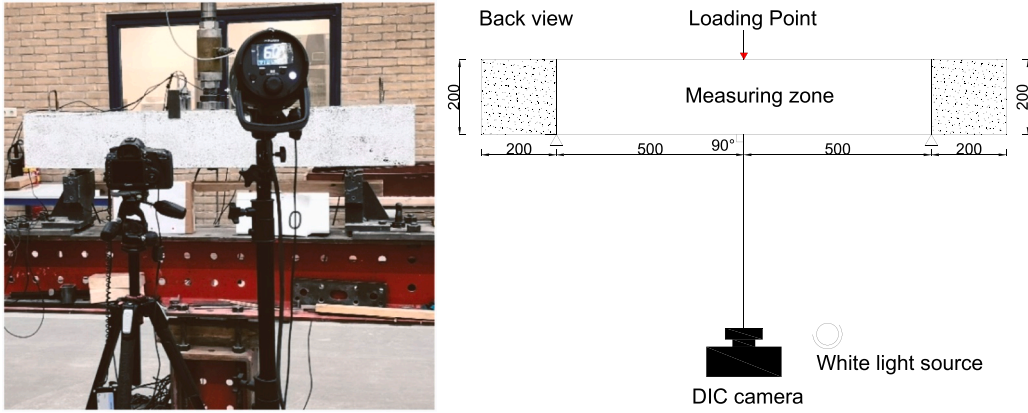 Back view
Loading Point
200
Measuring zone
200
200
500
90°
500
200
DIC camera
White light source